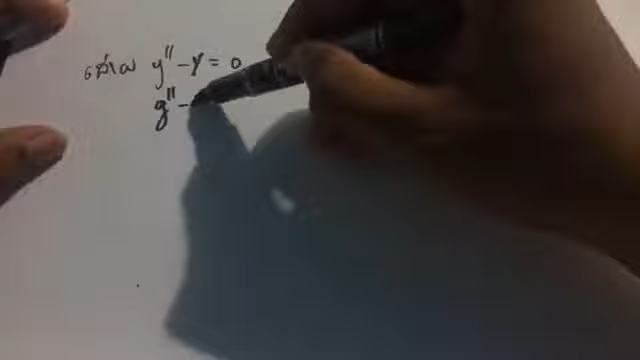 y'' - y = 0
y'' -